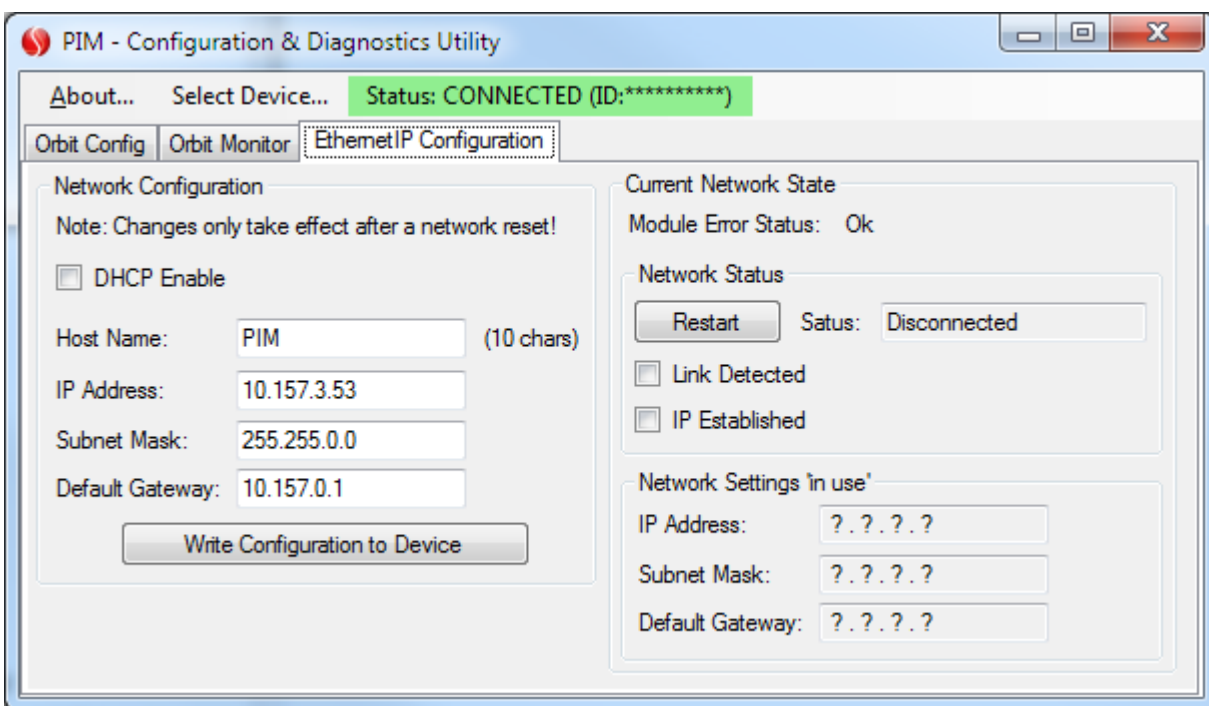 PIM - Configuration & Diagnostics Utility
About... Select Device... Status: CONNECTED (ID:**********)
Orbit Config Orbit Monitor EthernetIP Configuration
Network Configuration
Note: Changes only take effect after a network reset!
DHCP Enable
Host Name: PIM (10 chars)
IP Address: 10.157.3.53
Subnet Mask: 255.255.0.0
Default Gateway: 10.157.0.1
Write Configuration to Device
Current Network State
Module Error Status: Ok
Network Status
Restart Satus: Disconnected
Link Detected
IP Established
Network Settings 'in use'
IP Address: ? . ? . ? . ?
Subnet Mask: ? . ? . ? . ?
Default Gateway: ? . ? . ? . ?